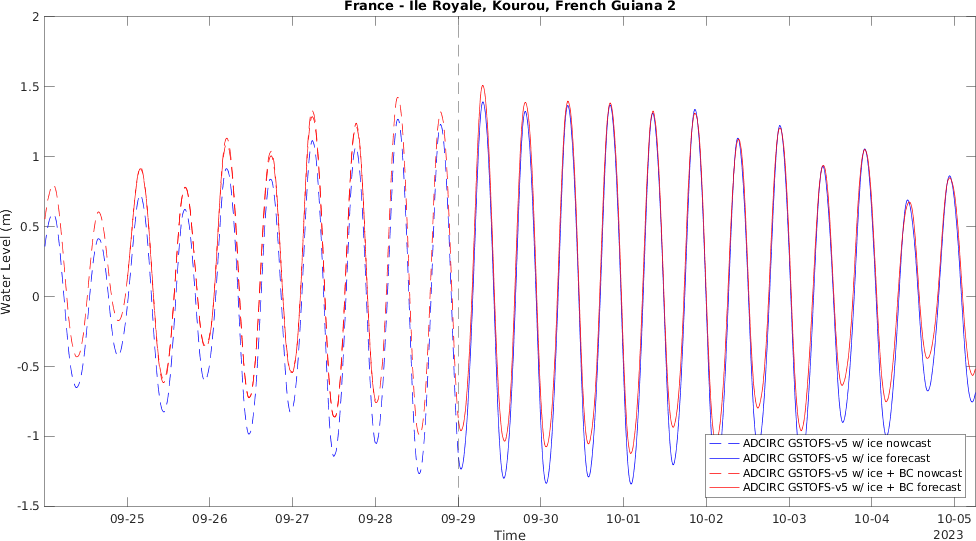 France - Ile Royale, Kourou, French Guiana 2
2
1.5
1
0.5
0
-0.5
-1
-1.5
Water Level (m)
ADCIRC GSTOFS-v5 w/ ice nowcast
ADCIRC GSTOFS-v5 w/ ice forecast
ADCIRC GSTOFS-v5 w/ ice + BC nowcast
ADCIRC GSTOFS-v5 w/ ice + BC forecast
09-25 09-26 09-27 09-28 09-29 09-30 10-01 10-02 10-03 10-04 10-05
Time
2023